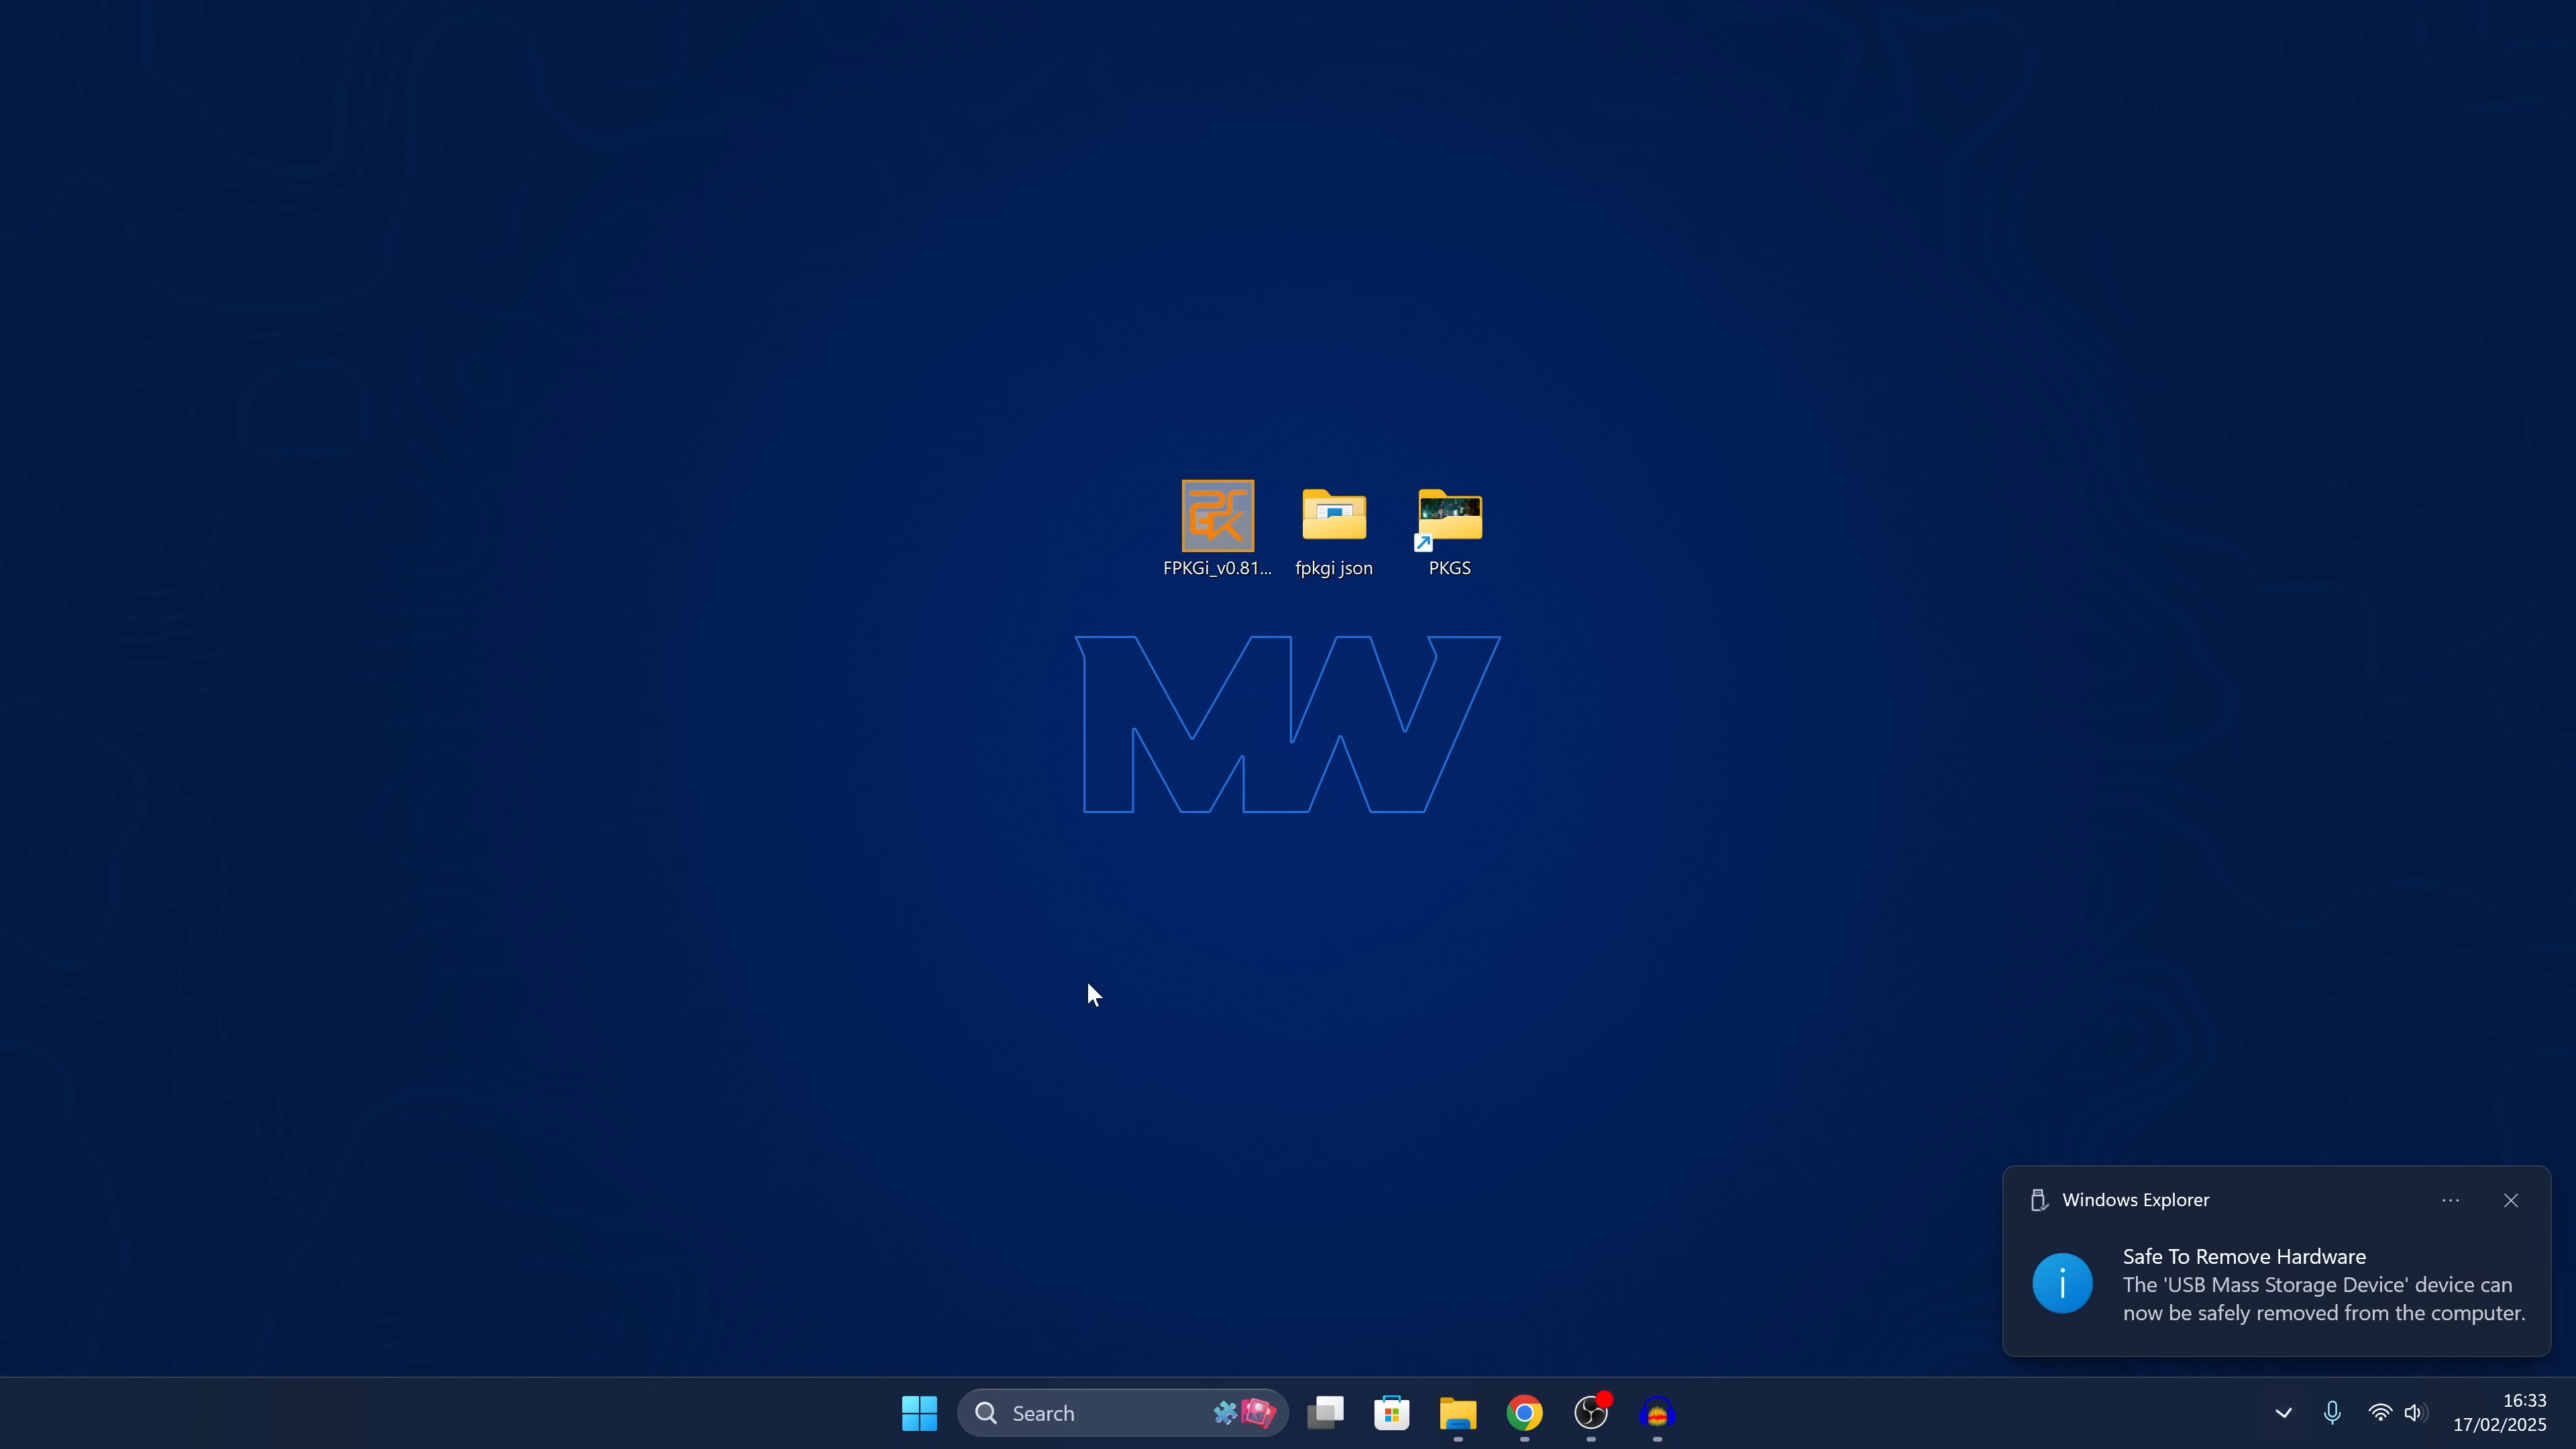 FPKGi_v0.81...
fpkgi json
PKGS
MW
Windows Explorer
Safe To Remove Hardware
The 'USB Mass Storage Device' device can
now be safely removed from the computer.
Search
16:33
17/02/2025